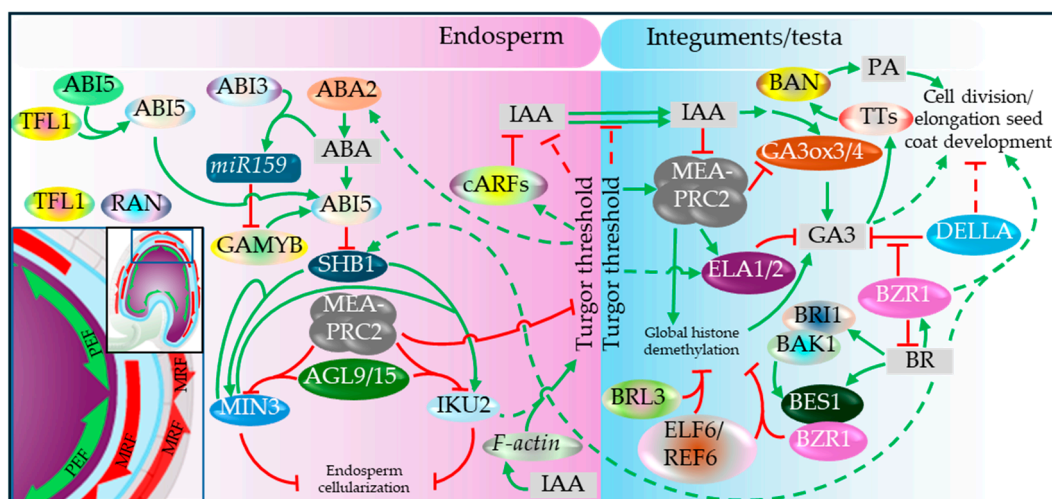 Endosperm
Integuments/testa
ABI5
TFL1
ABI5
ABI3
ABA2
ABA
miR159
ABI5
GAMYB
TFL1
RAN
SHB1
MEA-
PRC2
AGL9/15
MIN3
IKU2
Endosperm
cellularization
F-actin
IAA
IAA
cARFs
Turgor threshold
Turgor threshold
IAA
MEA-
PRC2
ELA1/2
Global histone
demethylation
BRL3
ELF6/
REF6
BAN
PA
TTs
GA3ox3/4
GA3
Cell division/
elongation seed
coat development
DELLA
BZR1
BRI1
BAK1
BR
BES1
BZR1
PEF
PEF
MRF
MRF
MRF